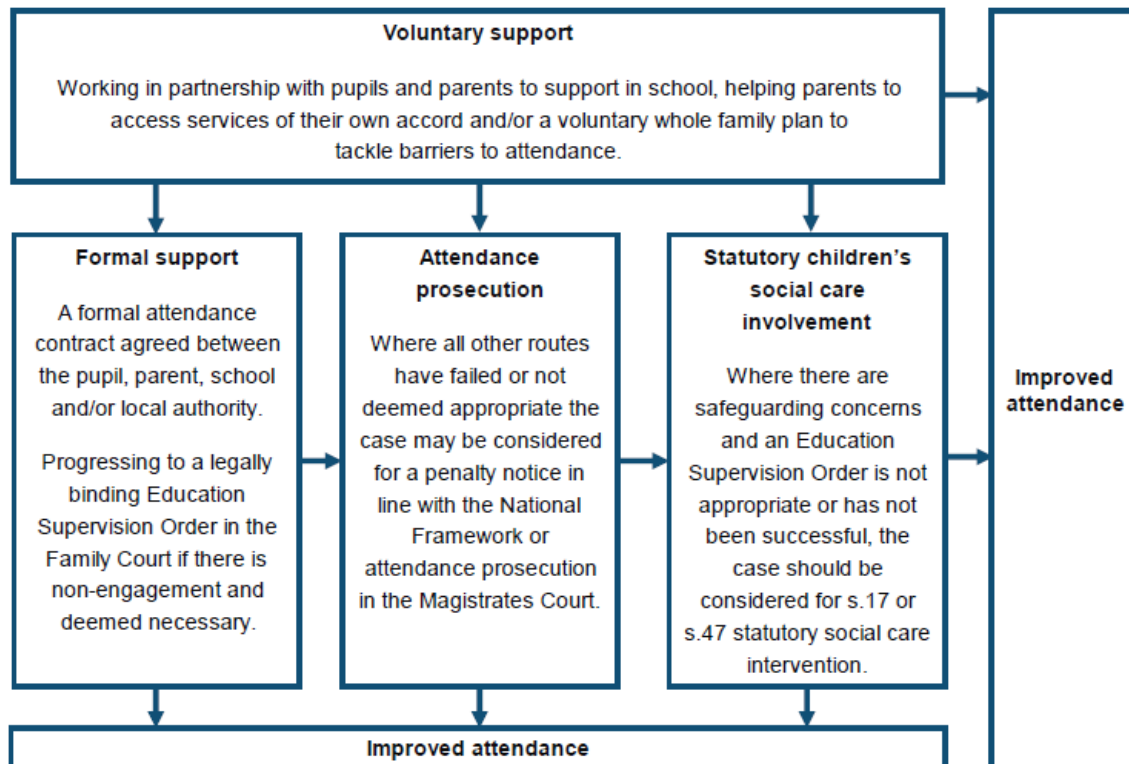 Voluntary support
Working in partnership with pupils and parents to support in school, helping parents to
access services of their own accord and/or a voluntary whole family plan to
tackle barriers to attendance.
Formal support
A formal attendance
contract agreed between
the pupil, parent, school
and/or local authority.
Progressing to a legally
binding Education
Supervision Order in the
Family Court if there is
non-engagement and
deemed necessary.
Attendance
prosecution
Where all other routes
have failed or not
deemed appropriate the
case may be considered
for a penalty notice in
line with the National
Framework or
attendance prosecution
in the Magistrates Court.
Statutory children’s
social care
involvement
Where there are
safeguarding concerns
and an Education
Supervision Order is not
appropriate or has not
been successful, the
case should be
considered for s.17 or
s.47 statutory social care
intervention.
Improved
attendance
Improved attendance